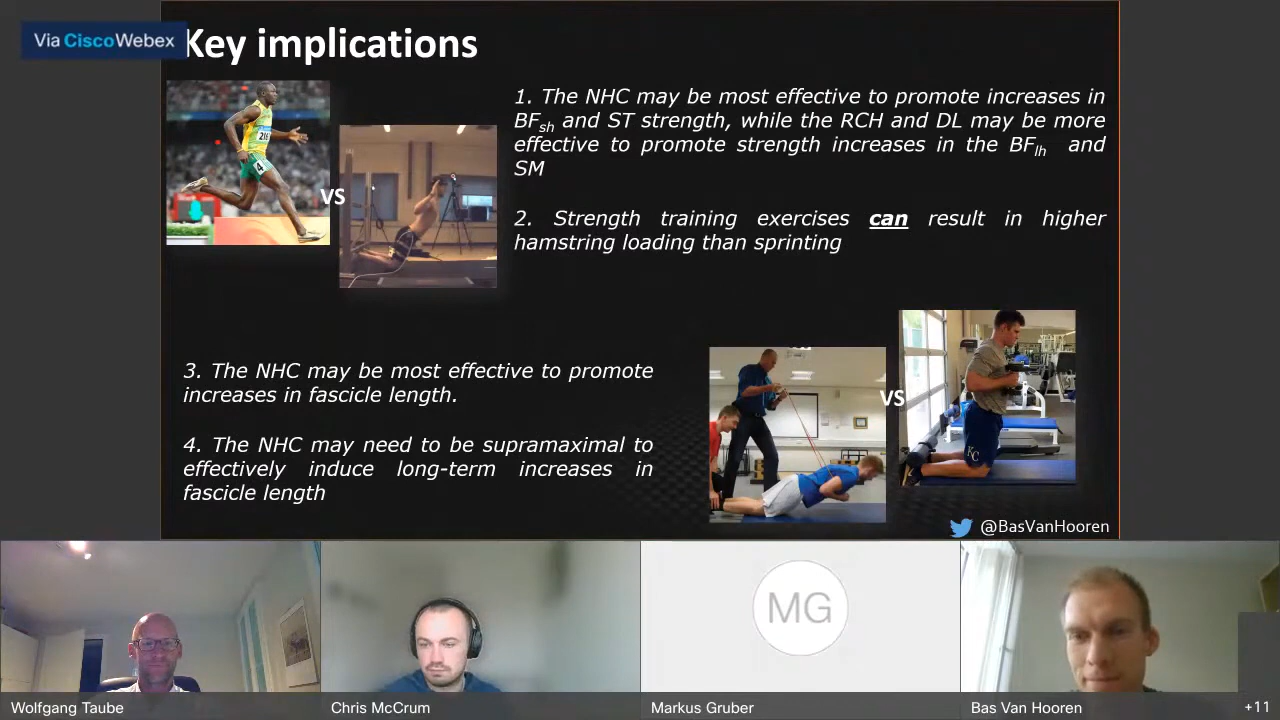 Via CiscoWebex
Key implications
1. The NHC may be most effective to promote increases in
BFsh and ST strength, while the RCH and DL may be more
effective to promote strength increases in the BFlh and
SM
VS
2. Strength training exercises can result in higher
hamstring loading than sprinting
3. The NHC may be most effective to promote
increases in fascicle length.
VS
4. The NHC may need to be supramaximal to
effectively induce long-term increases in
fascicle length
KC
@BasVanHooren
MG
Wolfgang Taube
Chris McCrum
Markus Gruber
Bas Van Hooren
+11